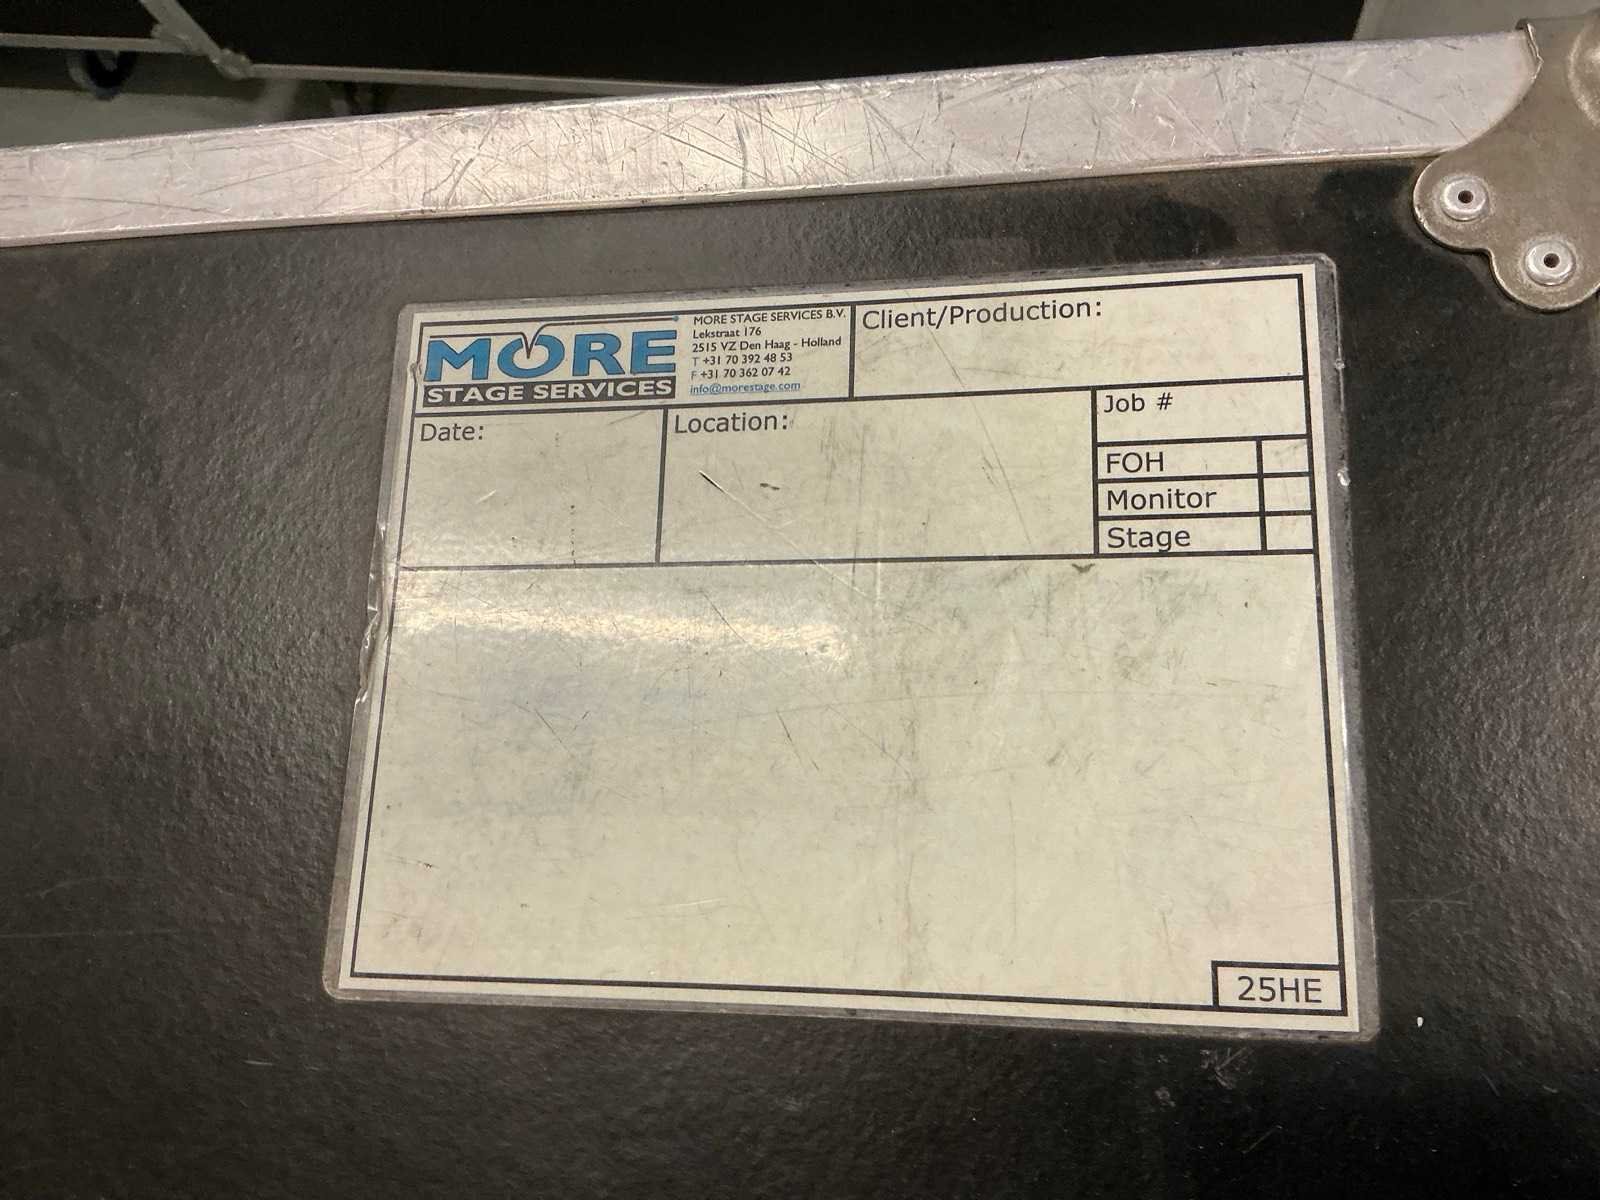 MORE
STAGE SERVICES
MORE STAGE SERVICES B.V.
Lekstraat 176
2515 VZ Den Haag - Holland
T +31 70 392 48 53
F +31 70 362 07 42
info@morestage.com
Client/Production:
Date:
Location:
Job #
FOH
Monitor
Stage
25HE